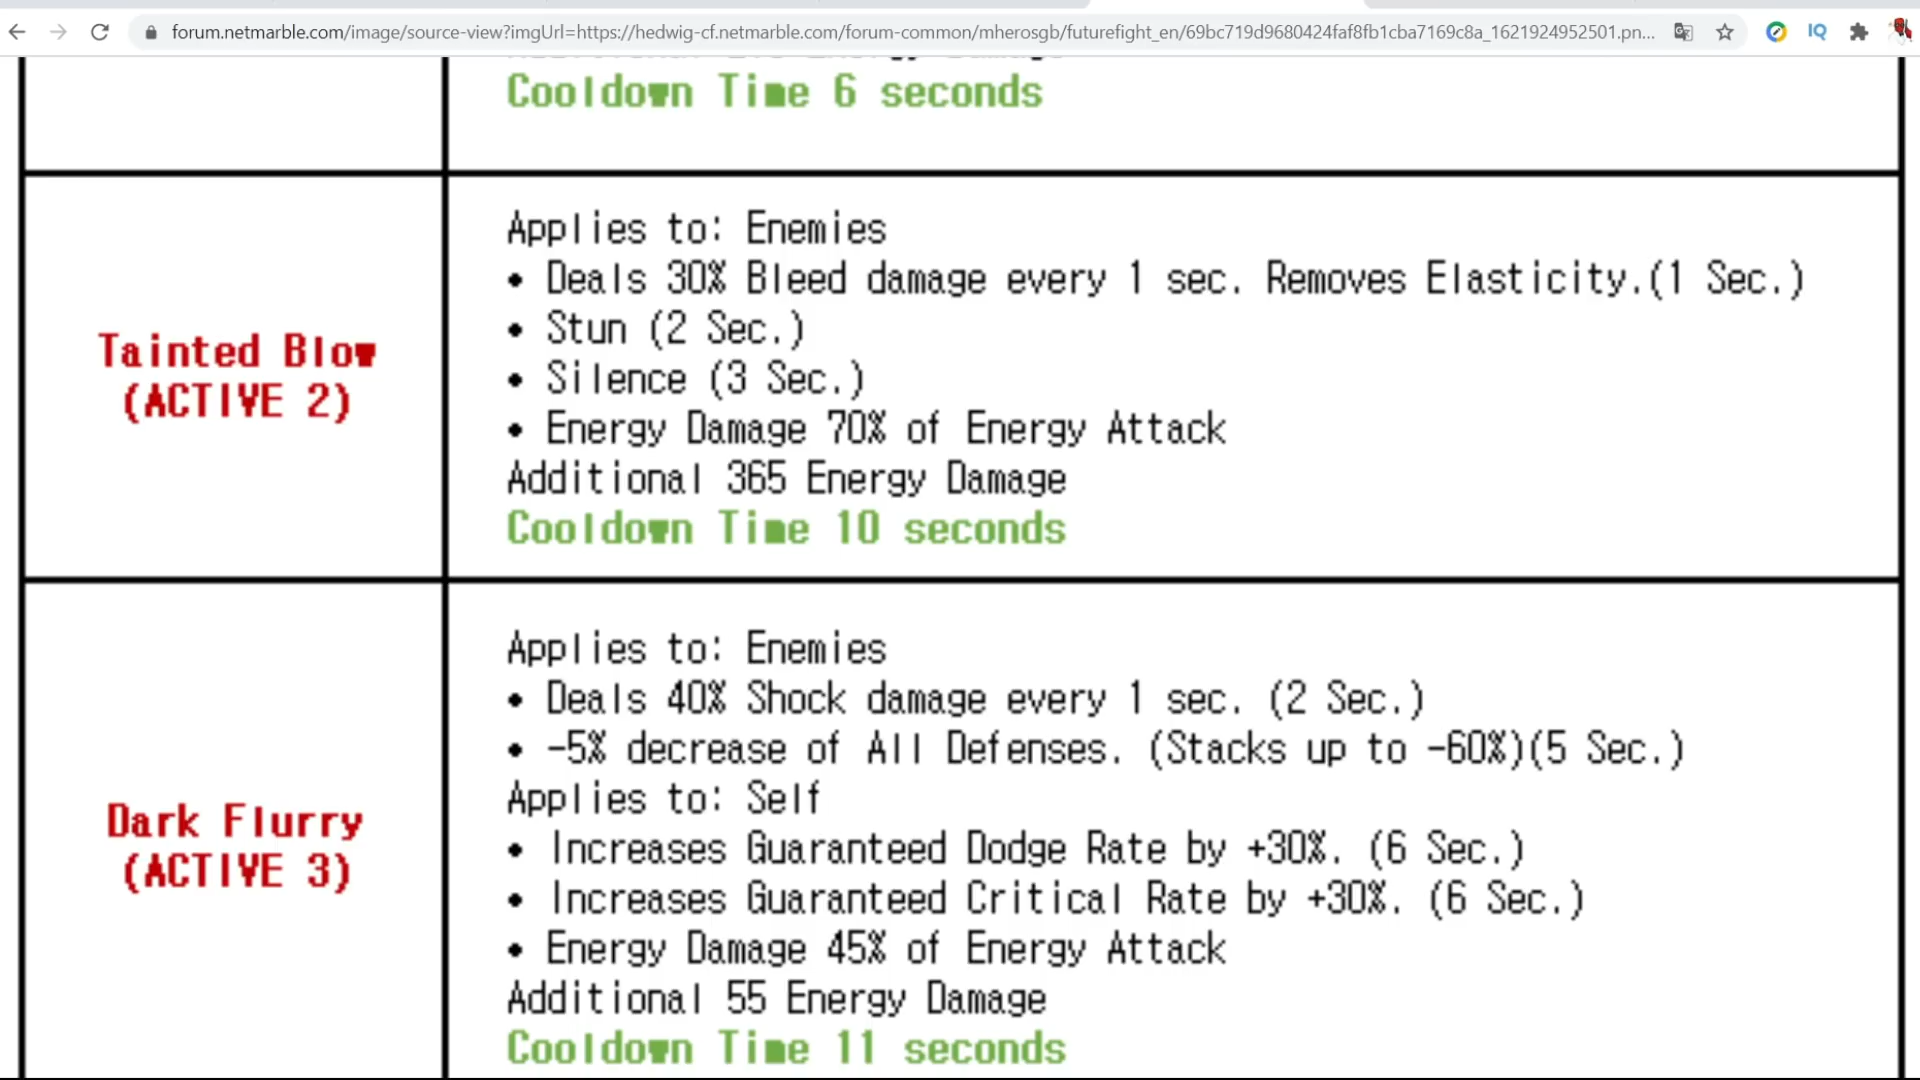 forum.netmarble.com/image/source-view?imgUrl=https://hedwig-cf.netmarble.com/forum-common/mherosgb/futurefight_en/69bc719d9680424faf8fb1cba7169c8a_1621924952501.pn...
IQ
Cooldown Time 6 seconds
Tainted Blow
(ACTIVE 2)
Applies to: Enemies
• Deals 30% Bleed damage every 1 sec. Removes Elasticity.(1 Sec.)
• Stun (2 Sec.)
• Silence (3 Sec.)
• Energy Damage 70% of Energy Attack
Additional 365 Energy Damage
Cooldown Time 10 seconds
Dark Flurry
(ACTIVE 3)
Applies to: Enemies
• Deals 40% Shock damage every 1 sec. (2 Sec.)
• -5% decrease of All Defenses. (Stacks up to -60%)(5 Sec.)
Applies to: Self
• Increases Guaranteed Dodge Rate by +30%. (6 Sec.)
• Increases Guaranteed Critical Rate by +30%. (6 Sec.)
• Energy Damage 45% of Energy Attack
Additional 55 Energy Damage
Cooldown Time 11 seconds